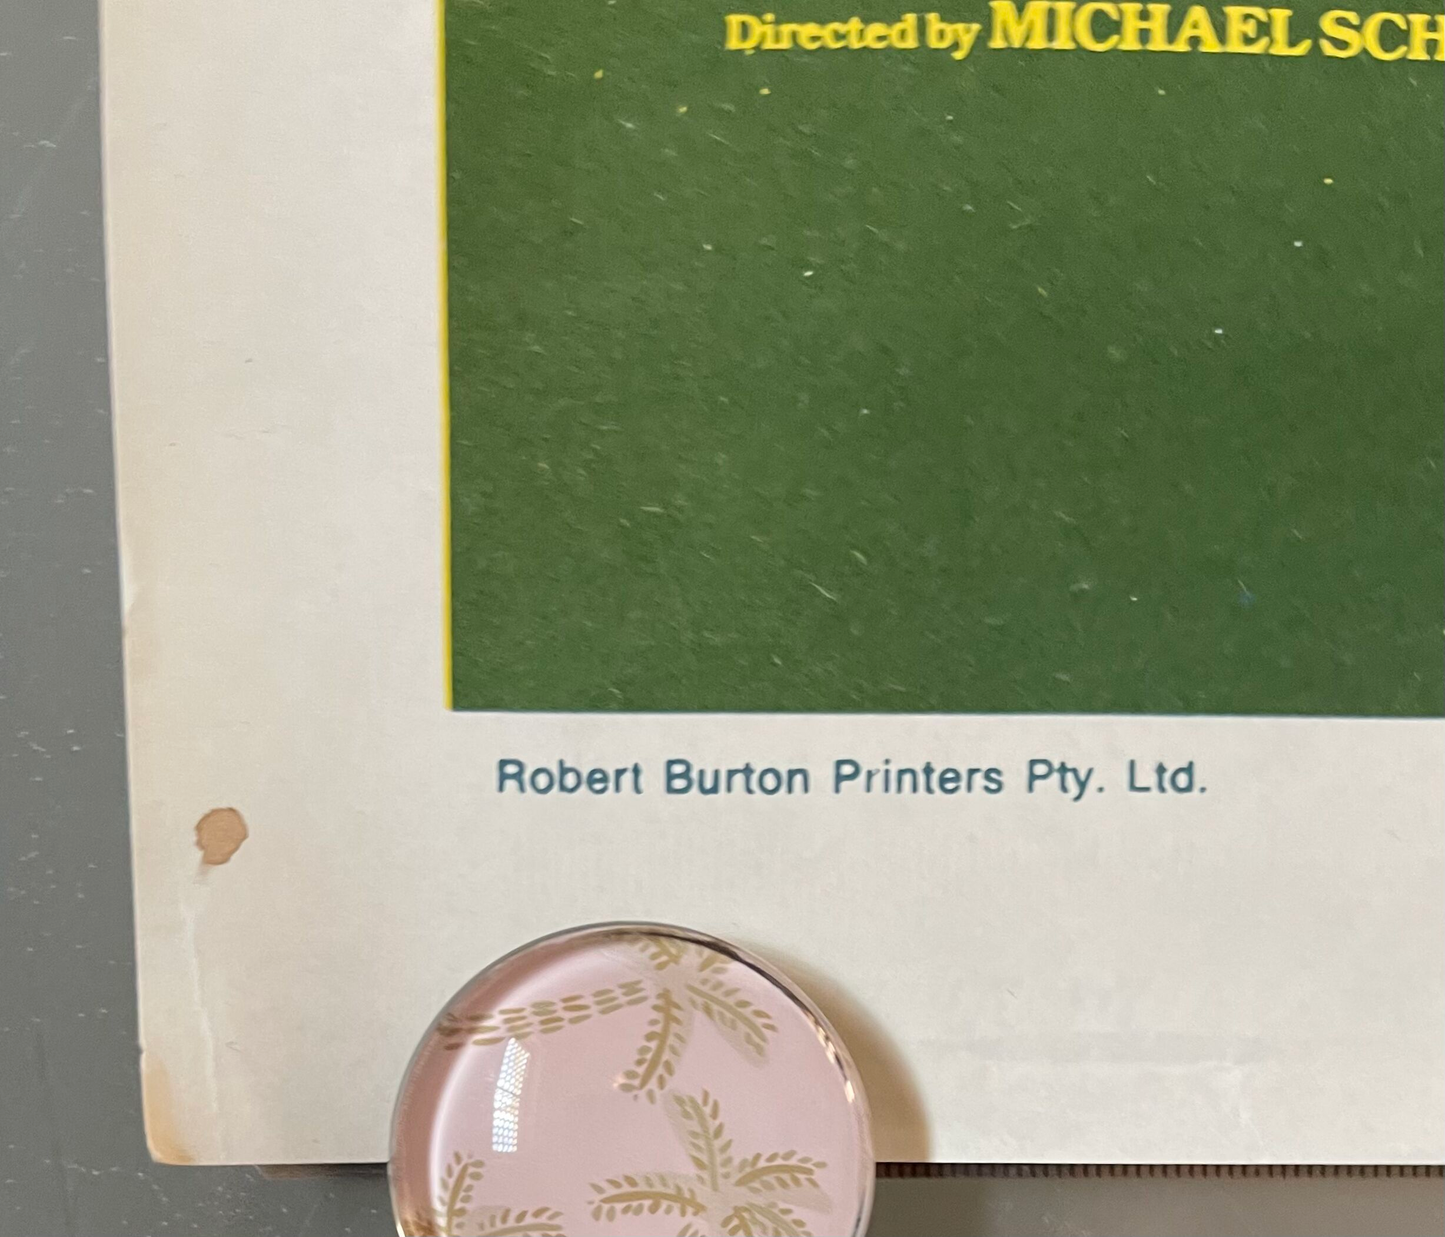 Directed by MICHAEL SCH
Robert Burton Printers Pty. Ltd.